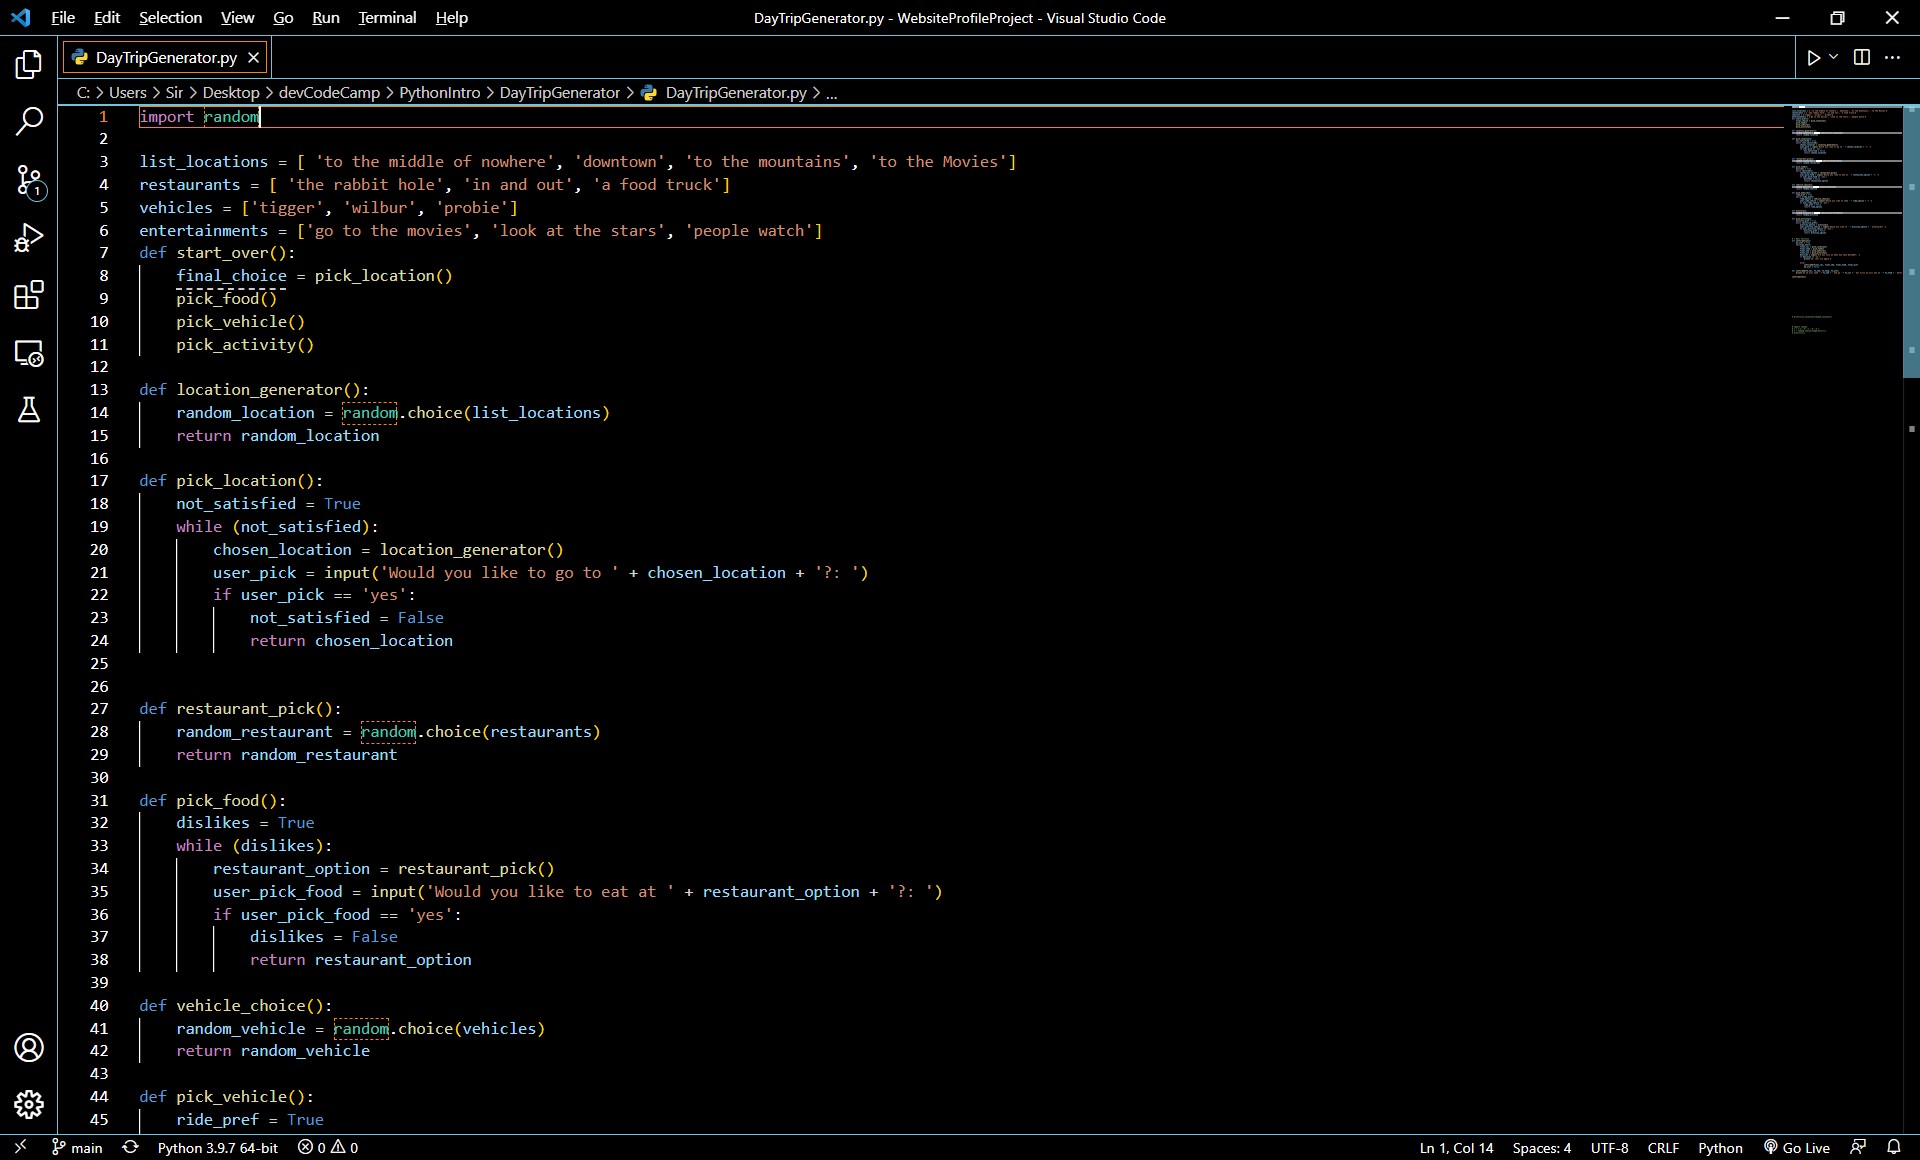 File Edit Selection View Go Run Terminal Help DayTripGenerator.py - WebsiteProfileProject - Visual Studio Code
DayTripGenerator.py
C: > Users > Sir > Desktop > devCodeCamp > PythonIntro > DayTripGenerator > DayTripGenerator.py > ...
1 import random
2
3 list_locations = [ 'to the middle of nowhere', 'downtown', 'to the mountains', 'to the Movies']
4 restaurants = [ 'the rabbit hole', 'in and out', 'a food truck']
5 vehicles = ['tigger', 'wilbur', 'probie']
6 entertainments = ['go to the movies', 'look at the stars', 'people watch']
7 def start_over():
8     final_choice = pick_location()
9     pick_food()
10     pick_vehicle()
11     pick_activity()
12
13 def location_generator():
14     random_location = random.choice(list_locations)
15     return random_location
16
17 def pick_location():
18     not_satisfied = True
19     while (not_satisfied):
20         chosen_location = location_generator()
21         user_pick = input('Would you like to go to ' + chosen_location + '?: ')
22         if user_pick == 'yes':
23             not_satisfied = False
24             return chosen_location
25
26
27 def restaurant_pick():
28     random_restaurant = random.choice(restaurants)
29     return random_restaurant
30
31 def pick_food():
32     dislikes = True
33     while (dislikes):
34         restaurant_option = restaurant_pick()
35         user_pick_food = input('Would you like to eat at ' + restaurant_option + '?: ')
36         if user_pick_food == 'yes':
37             dislikes = False
38             return restaurant_option
39
40 def vehicle_choice():
41     random_vehicle = random.choice(vehicles)
42     return random_vehicle
43
44 def pick_vehicle():
45     ride_pref = True
1
main Python 3.9.7 64-bit 0 0 Ln 1, Col 14 Spaces: 4 UTF-8 CRLF Python Go Live